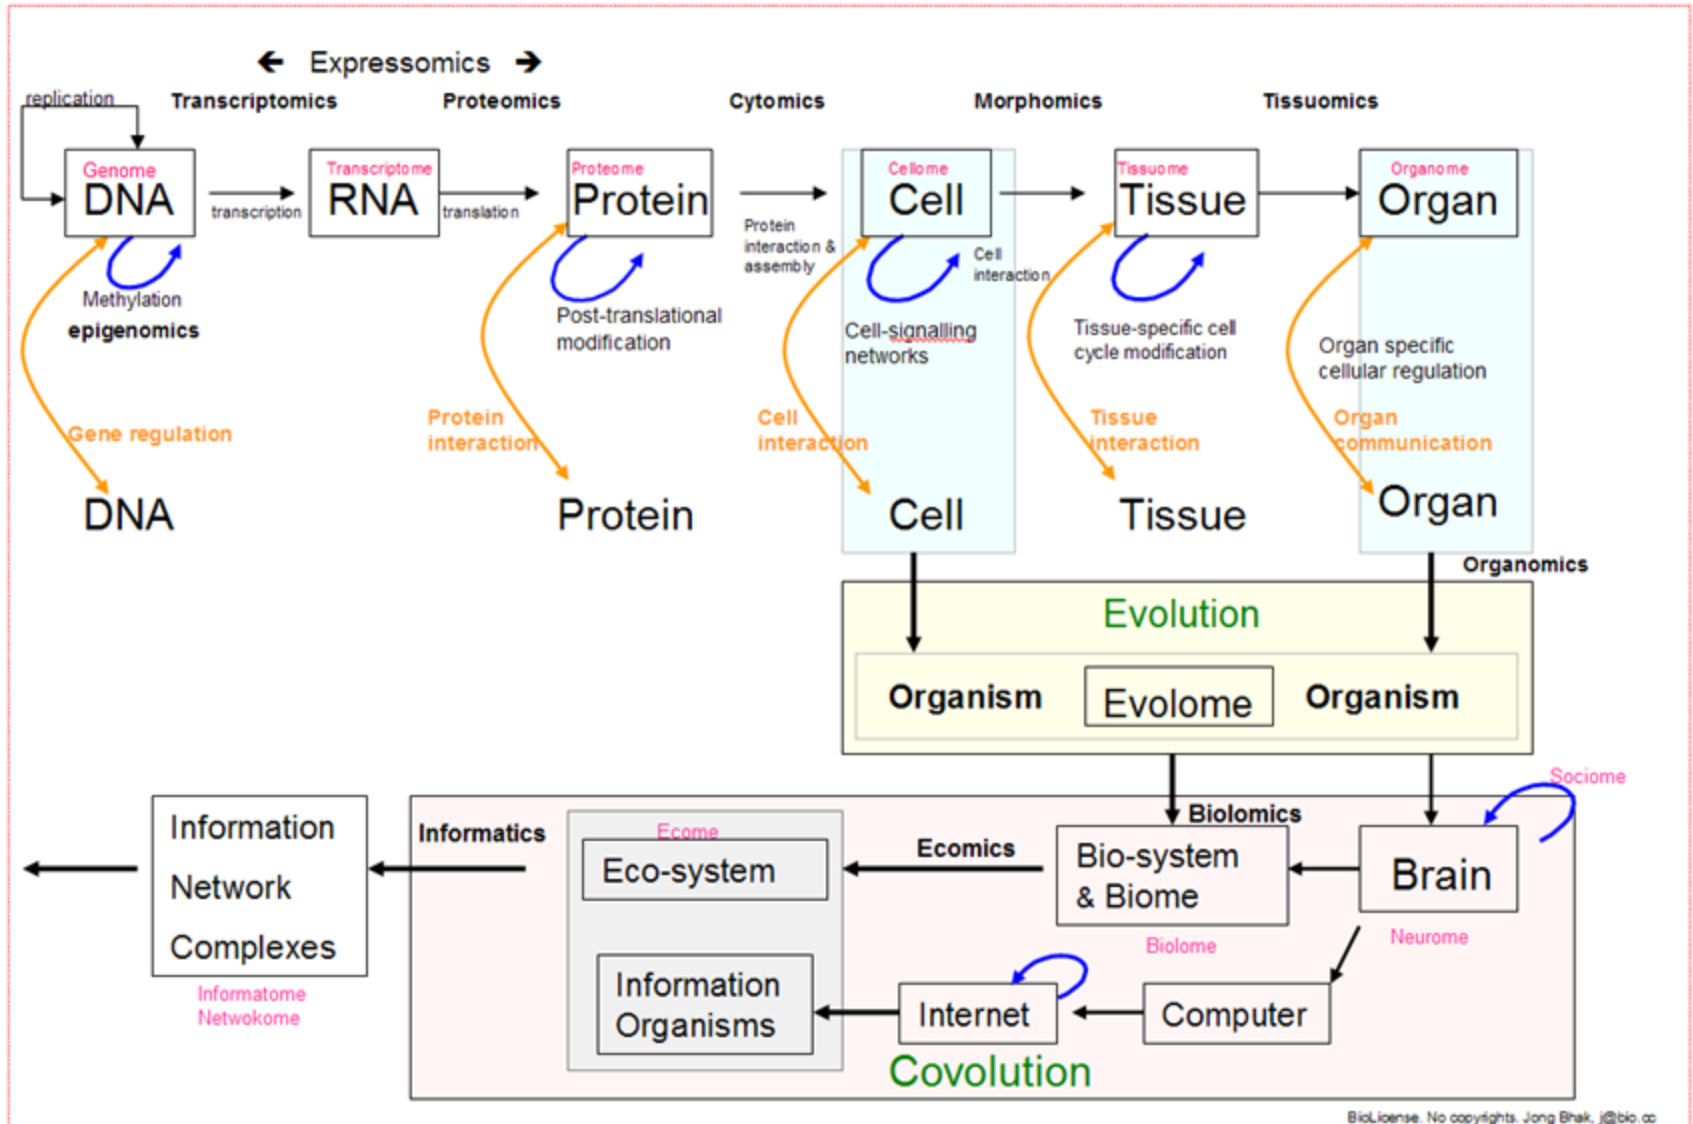 Expressomics
replication
Transcriptomics
Proteomics
Cytomics
Morphomics
Tissuomics
Genome
DNA
transcription
Transcriptome
RNA
translation
Proteome
Protein
Protein
interaction &
assembly
Cellome
Cell
Cell
interaction
Tissuome
Tissue
Organome
Organ
Methylation
epigenomics
Post-translational
modification
Cell-signalling
networks
Tissue-specific cell
cycle modification
Organ specific
cellular regulation
Gene regulation
Protein
interaction
Cell
interaction
Tissue
interaction
Organ
communication
DNA
Protein
Cell
Tissue
Organ
Organomics
Evolution
Organism
Evolome
Organism
Sociome
Information
Network
Complexes
Informatome
Netwokome
Informatics
Ecome
Eco-system
Ecomics
Biolomics
Bio-system
& Biome
Biolome
Brain
Neurome
Information
Organisms
Internet
Computer
Covolution
BioLicense. No copyrights. Jong Bhak, j@bio.cc